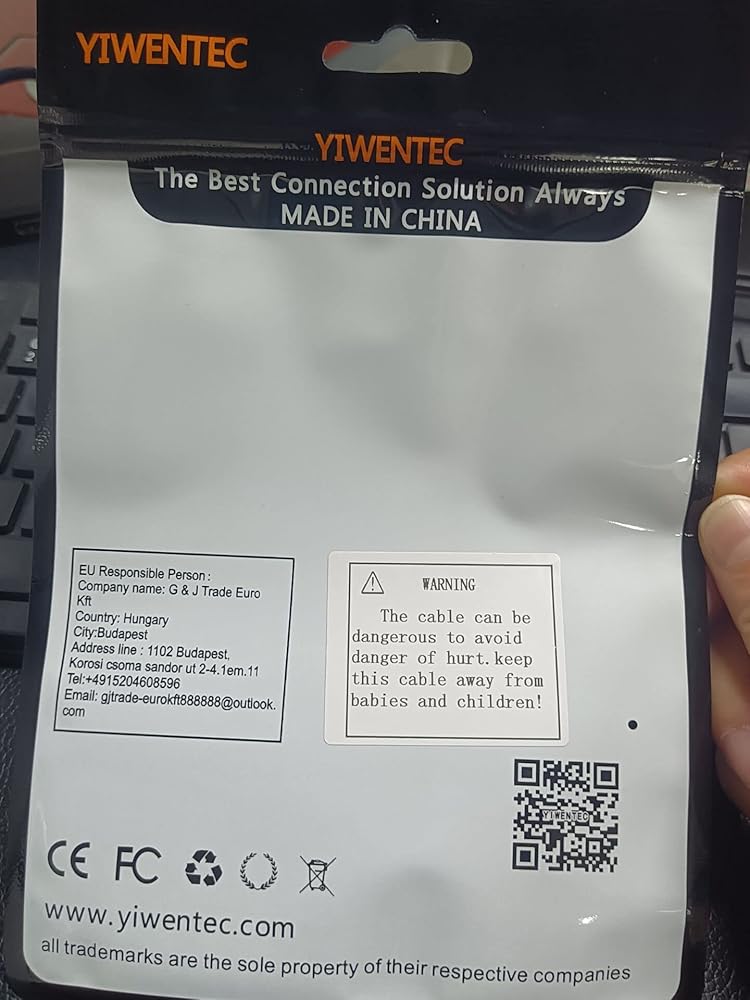 YIWENTEC
YIWENTEC
The Best Connection Solution Always
MADE IN CHINA
EU Responsible Person :
Company name: G & J Trade Euro
Kft
Country: Hungary
City:Budapest
Address line : 1102 Budapest,
Korosi csoma sandor ut 2-4.1em.11
Tel:+4915204608596
Email: gjtrade-eurokft888888@outlook.
com
WARNING
The cable can be
dangerous to avoid
danger of hurt.keep
this cable away from
babies and children!
YIWENTEC
CE FC
www.yiwentec.com
all trademarks are the sole property of their respective companies